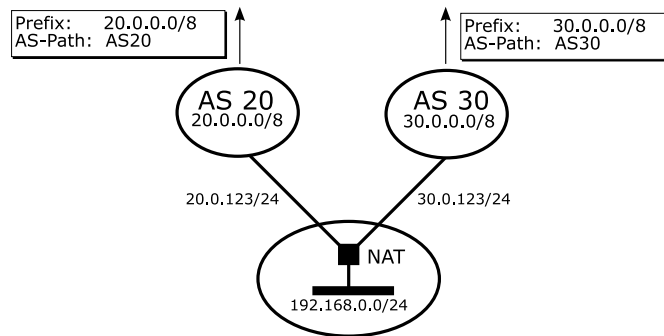 Prefix: 20.0.0.0/8
AS-Path: AS20
Prefix: 30.0.0.0/8
AS-Path: AS30
AS 20
20.0.0.0/8
AS 30
30.0.0.0/8
20.0.123/24
30.0.123/24
NAT
192.168.0.0/24